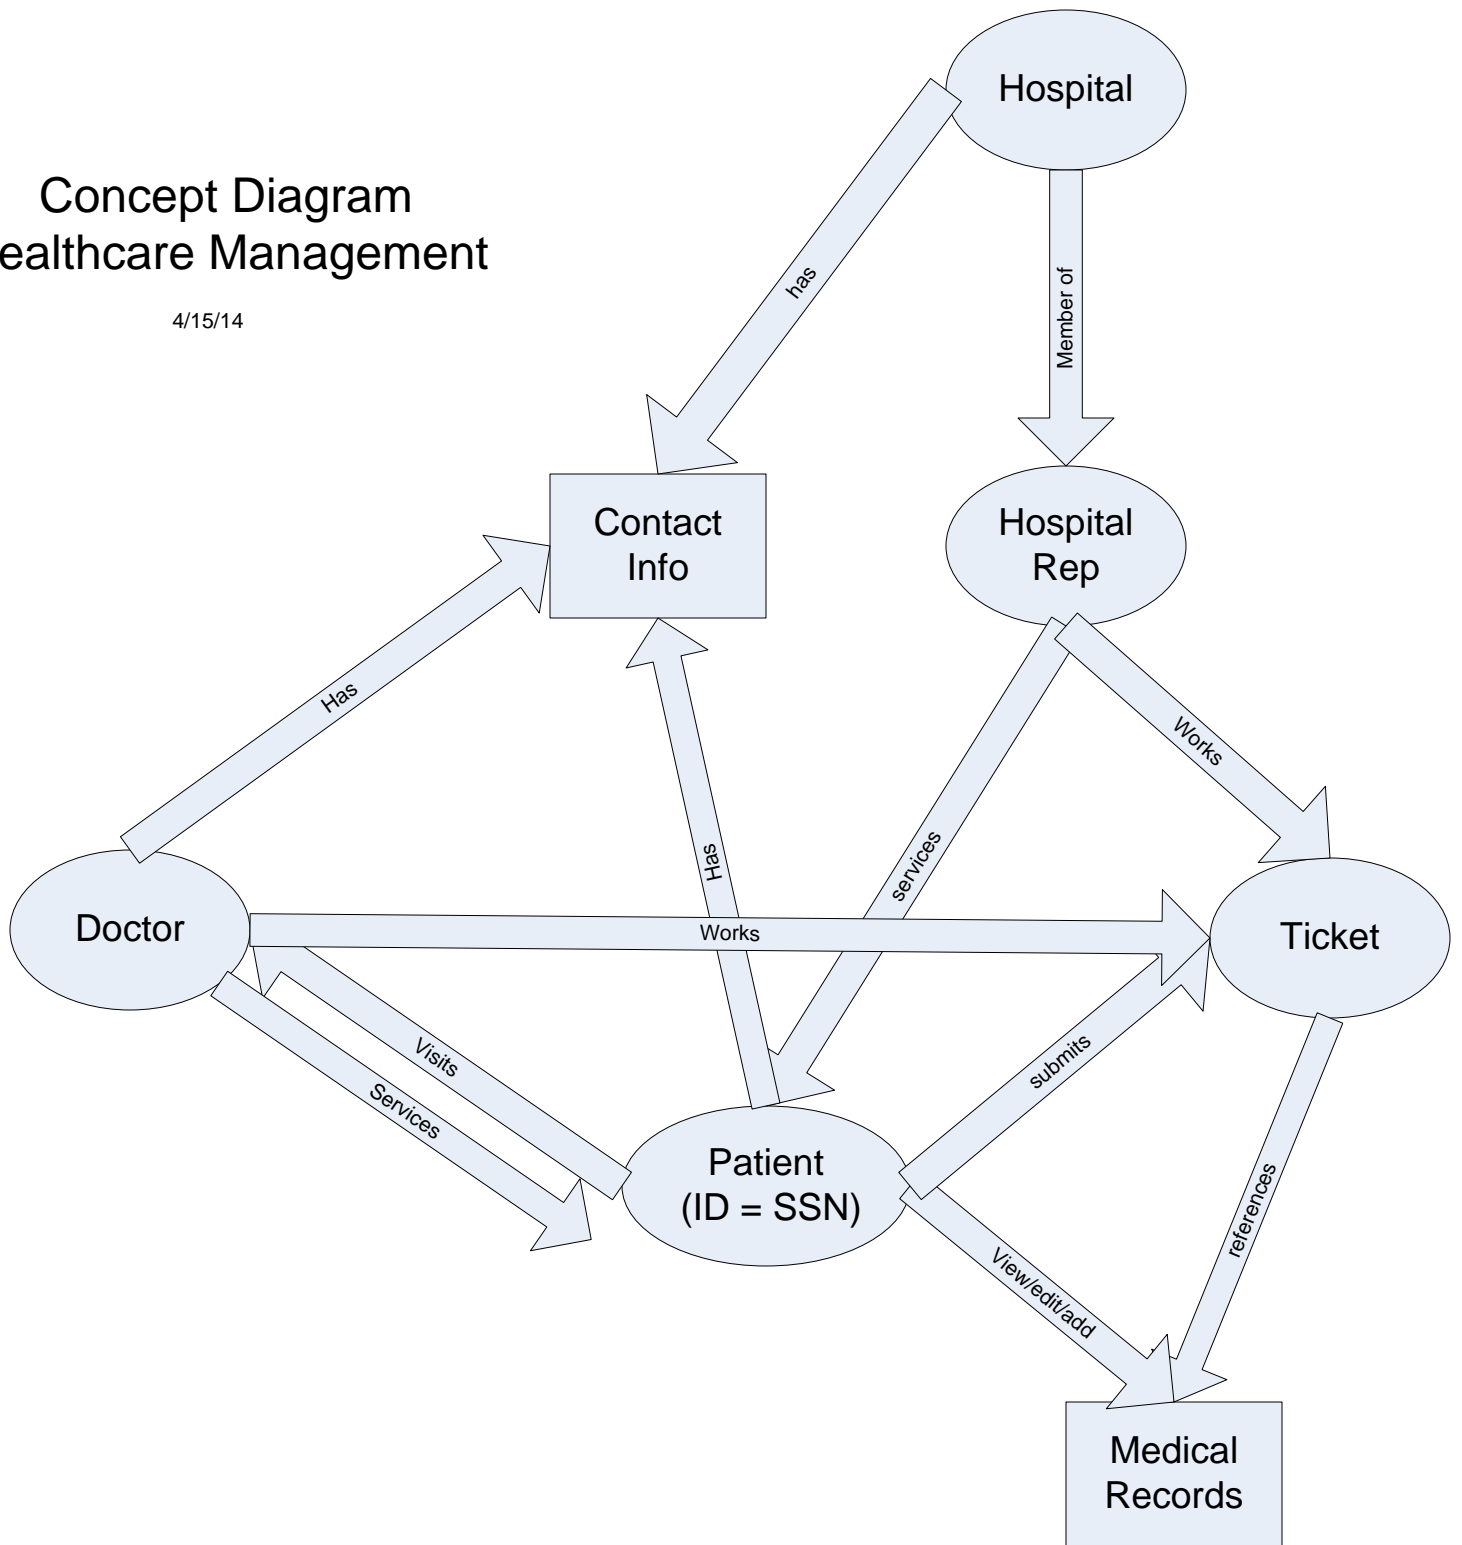 Hospital
Concept Diagram
ealthcare Management
4/15/14
has
Member of
Contact
Info
Hospital
Rep
Has
Works
Has
services
Doctor
Works
Ticket
Visits
Services
submits
Patient
(ID = SSN)
references
View/edit/add
Medical
Records